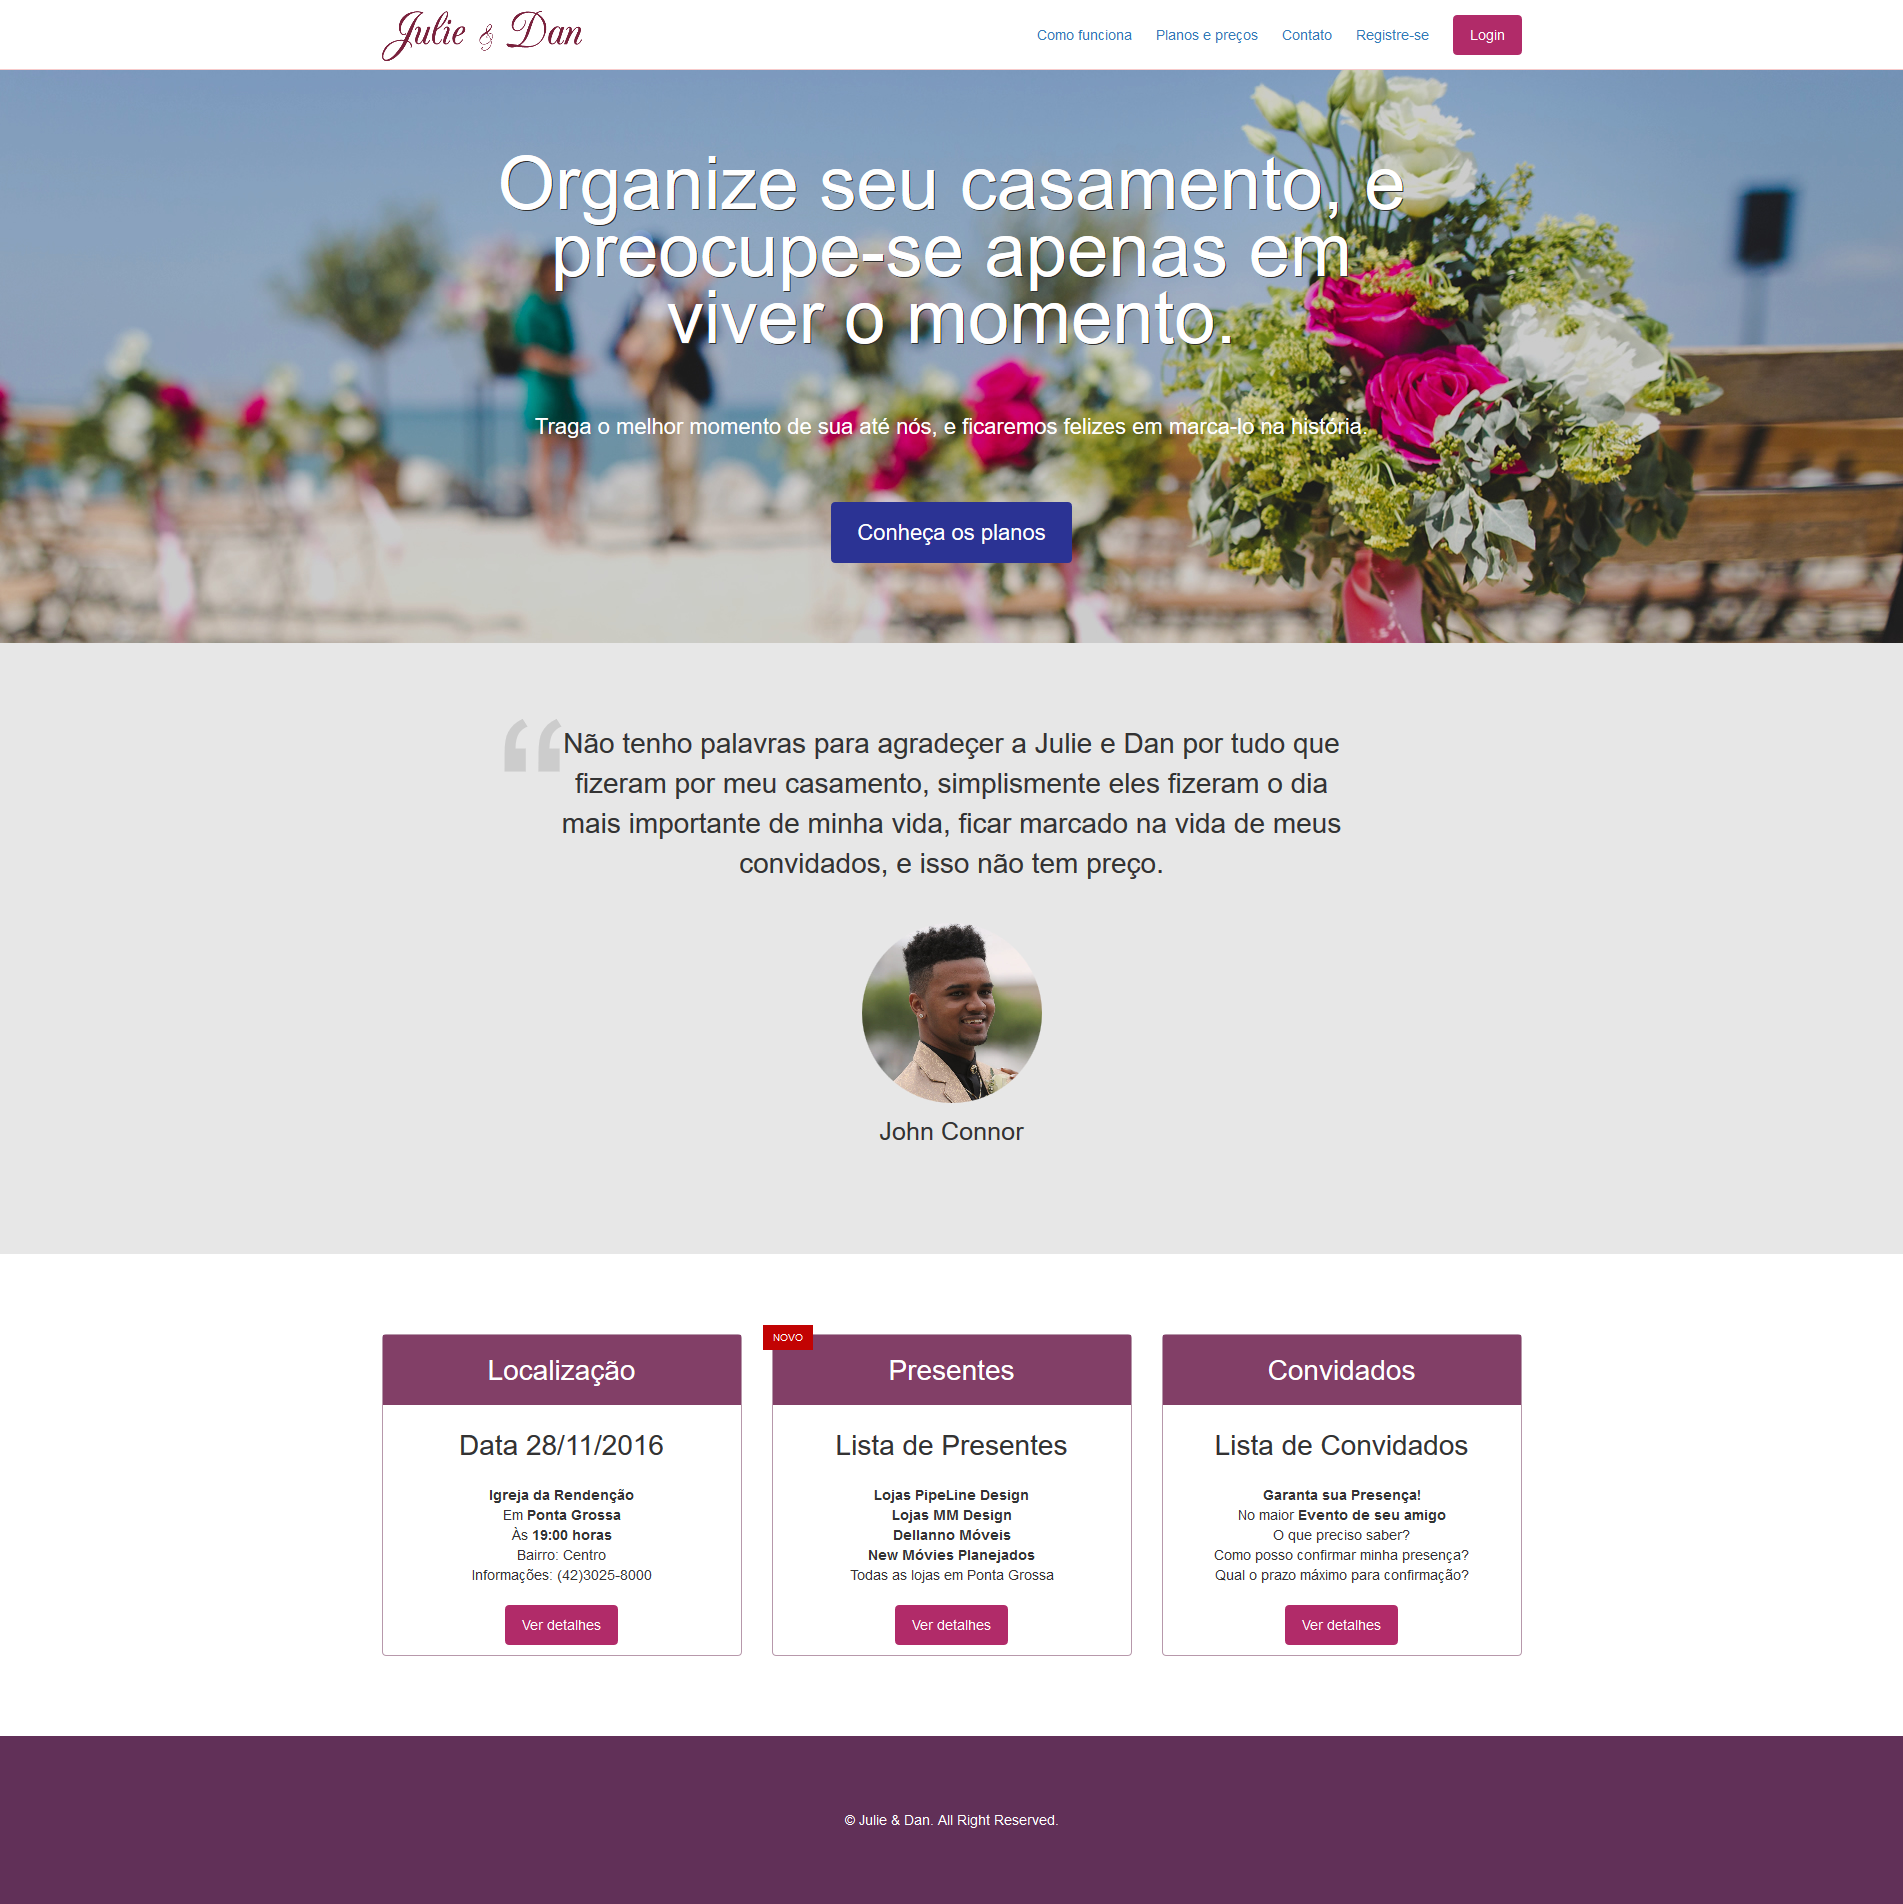 Julie & Dan
Como funciona
Planos e preços
Contato
Registre-se
Login
Organize seu casamento, e
preocupe-se apenas em
viver o momento.
Traga o melhor momento de sua até nós, e ficaremos felizes em marca-lo na história.
Conheça os planos
“Não tenho palavras para agradeçer a Julie e Dan por tudo que
fizeram por meu casamento, simplismente eles fizeram o dia
mais importante de minha vida, ficar marcado na vida de meus
convidados, e isso não tem preço.
John Connor
Localização
Data 28/11/2016
Igreja da Rendenção
Em Ponta Grossa
Às 19:00 horas
Bairro: Centro
Informações: (42)3025-8000
Ver detalhes
NOVO
Presentes
Lista de Presentes
Lojas PipeLine Design
Lojas MM Design
Dellanno Móveis
New Móvies Planejados
Todas as lojas em Ponta Grossa
Ver detalhes
Convidados
Lista de Convidados
Garanta sua Presença!
No maior Evento de seu amigo
O que preciso saber?
Como posso confirmar minha presença?
Qual o prazo máximo para confirmação?
Ver detalhes
© Julie & Dan. All Right Reserved.